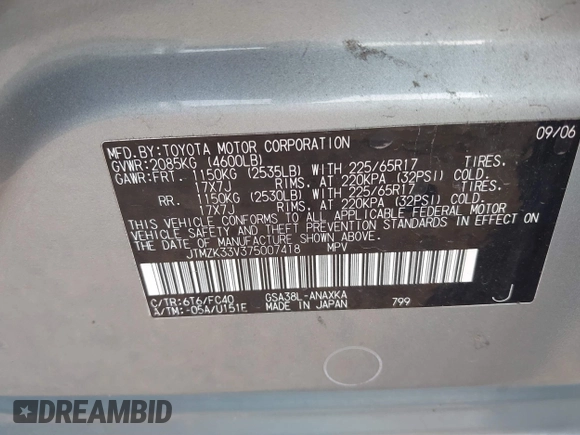 09/06
MFD.BY:TOYOTA MOTOR CORPORATION
GVWR:2085KG (4600LB)
GAWR:FRT. 1150KG (2535LB) WITH 225/65R17 TIRES.
17X7J RIMS. AT 220KPA (32PSI) COLD.
RR. 1150KG (2530LB) WITH 225/65R17 TIRES.
17X7J RIMS. AT 220KPA (32PSI) COLD.
THIS VEHICLE CONFORMS TO ALL APPLICABLE FEDERAL MOTOR
VEHICLE SAFETY AND THEFT PREVENTION STANDARDS IN EFFECT
ON THE DATE OF MANUFACTURE SHOWN ABOVE.
JTMZK33V375007418 MPV
C/TR:6T6/FC40 GSA38L-ANAXKA 799 J
A/TM:-05A/U151E MADE IN JAPAN
DREAMBID